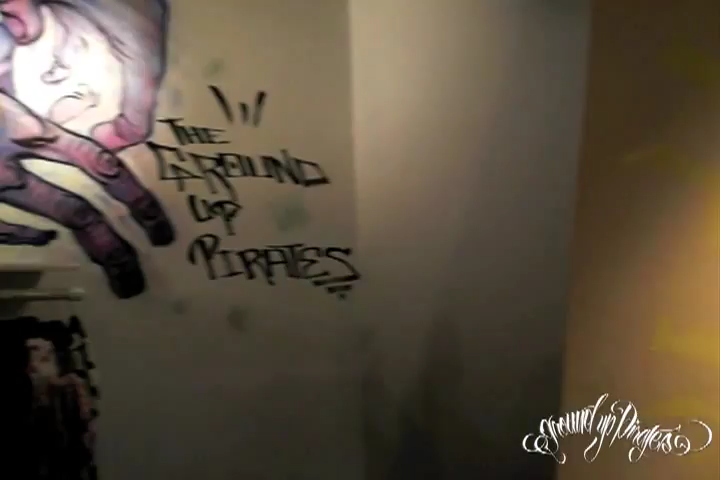 THE
GROUND
UP
PIRATES
ground up Pirates